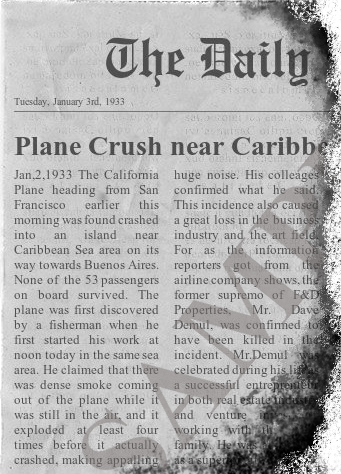 The Daily
Tuesday, January 3rd, 1933
Plane Crush near Caribbe
Jan,2,1933 The California
Plane heading from San
Francisco earlier this
morning was found crashed
into an island near
Caribbean Sea area on its
way towards Buenos Aires.
None of the 53 passengers
on board survived. The
plane was first discovered
by a fisherman when he
first started his work at
noon today in the same sea
area. He claimed that there
was dense smoke coming
out of the plane while it
was still in the air, and it
exploded at least four
times before it actually
crashed, making appalling
huge noise. His colleages
confirmed what he said.
This incidence also caused
a great loss in the business
industry and, the art field.
For as the information
reporters got from the
airline company shows, the
former supremo of F&D
Properties, Mr. Dave
Demul, was confirmed to
have been killed in the
incident. Mr.Demul was
celebrated during his life as
a successful entrepreneur
in both real estate industry
and venture
working with the
family. He was
as a
SAMP